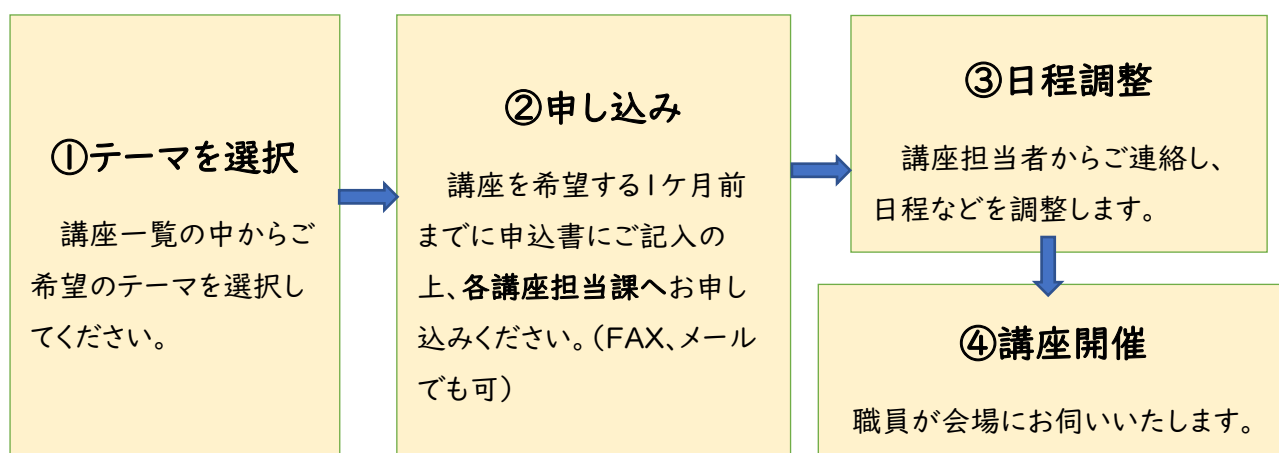 ①テーマを選択
講座一覧の中からご
希望のテーマを選択し
てください。
②申し込み
講座を希望する1ケ月前
までに申込書にご記入の
上、各講座担当課へお申し
込みください。(FAX、メール
でも可)
③日程調整
講座担当者からご連絡し、
日程などを調整します。
④講座開催
職員が会場にお伺いいたします。